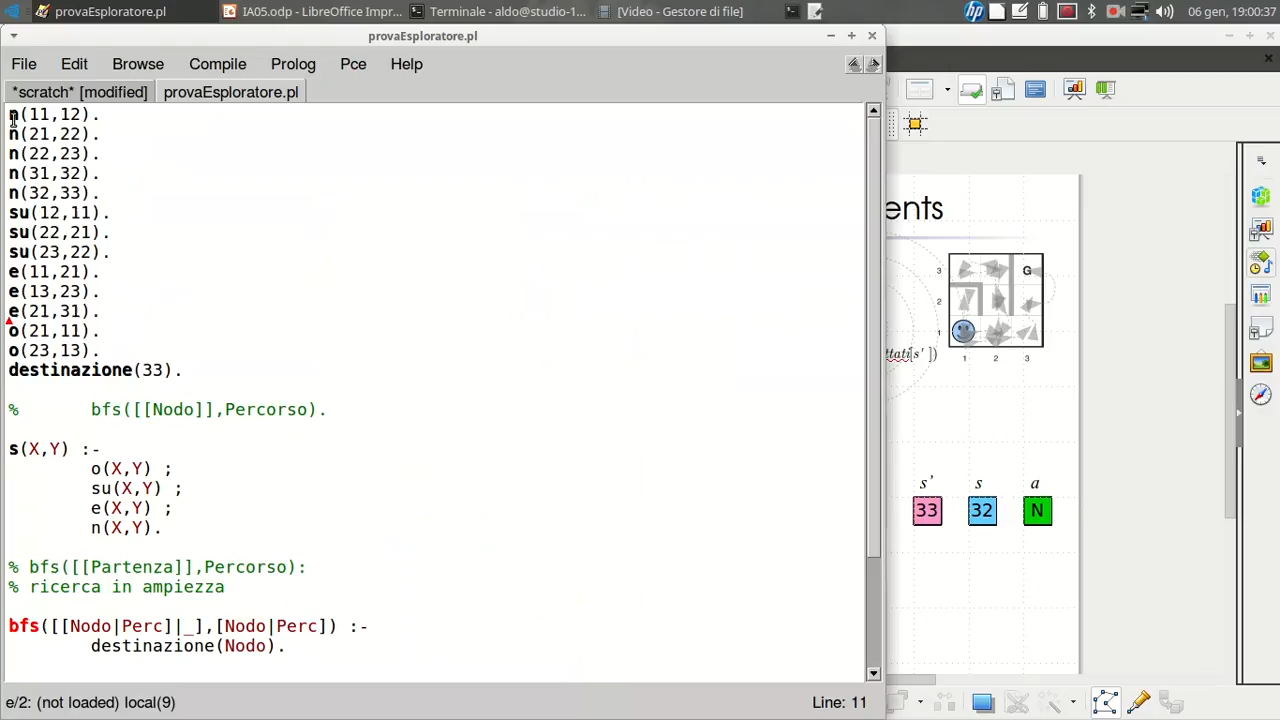 provaEsploratore.pl
IA05.odp - LibreOffice Impr...
Terminale - aldo@studio-1...
[Video - Gestore di file]
06 gen, 19:00:37
provaEsploratore.pl
File Edit Browse Compile Prolog Pce Help
*scratch* [modified] provaEsploratore.pl
n(11,12).
n(21,22).
n(22,23).
n(31,32).
n(32,33).
su(12,11).
su(22,21).
su(23,22).
e(11,21).
e(13,23).
e(21,31).
o(21,11).
o(23,13).
destinazione(33).
% bfs([[Nodo]],Percorso).
s(X,Y) :-
o(X,Y) ;
su(X,Y) ;
e(X,Y) ;
n(X,Y).
% bfs([[Partenza]],Percorso):
% ricerca in ampiezza
bfs([[Nodo|Perc]|_],[Nodo|Perc]) :-
destinazione(Nodo).
e/2: (not loaded) local(9)
Line: 11
ents
3
G
2
1
1 2 3
ttati[s' ])
s' s a
33 32 N